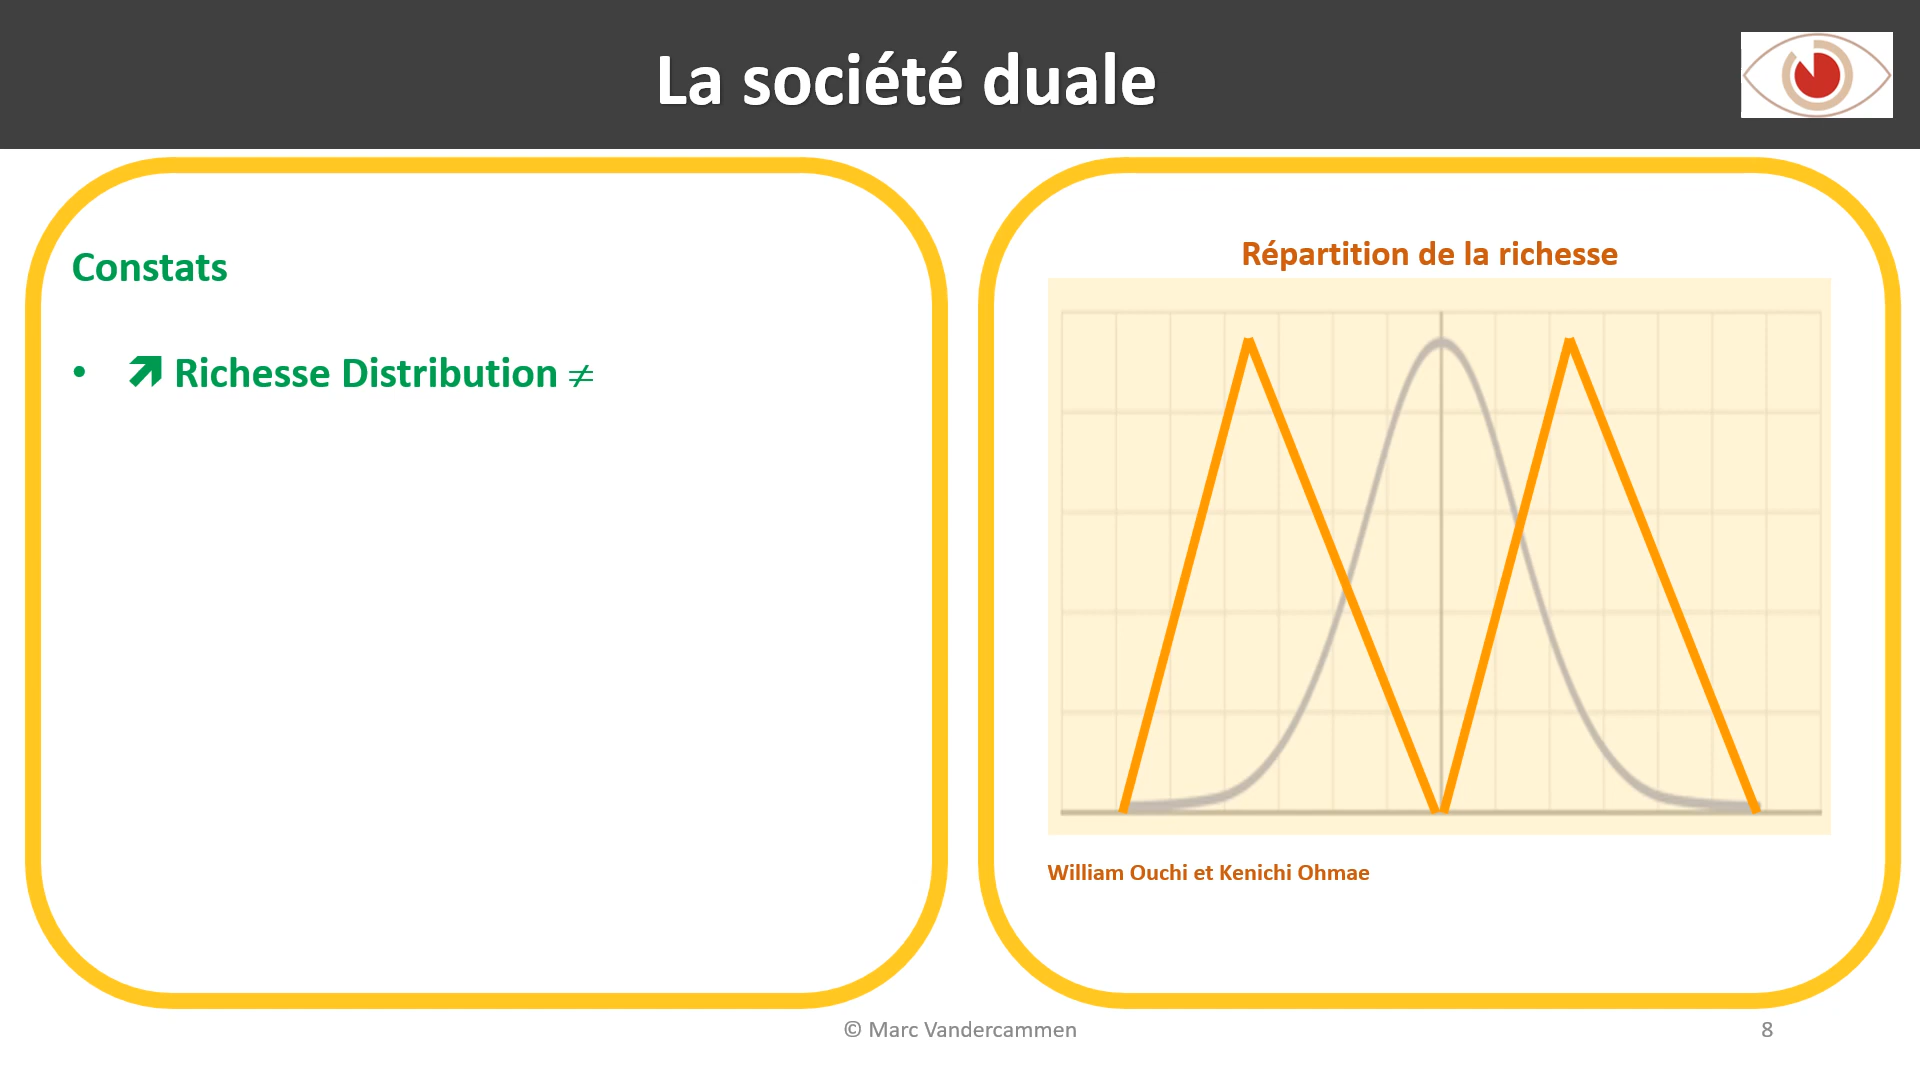 La société duale
Constats
• 🡽 Richesse Distribution ≠
Répartition de la richesse
William Ouchi et Kenichi Ohmae
© Marc Vandercammen
8